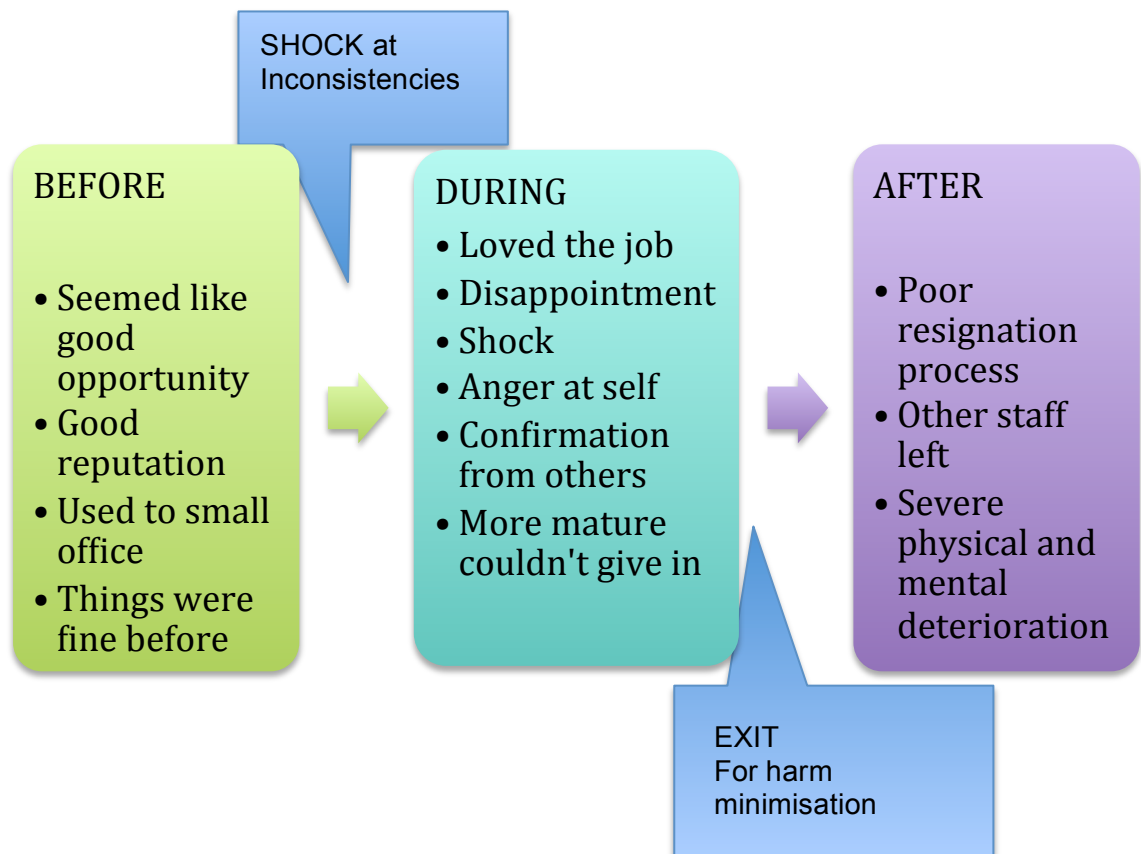 SHOCK at
Inconsistencies
BEFORE
• Seemed like
good
opportunity
• Good
reputation
• Used to small
office
• Things were
fine before
DURING
• Loved the job
• Disappointment
• Shock
• Anger at self
• Confirmation
from others
• More mature
couldn't give in
AFTER
• Poor
resignation
process
• Other staff
left
• Severe
physical and
mental
deterioration
EXIT
For harm
minimisation